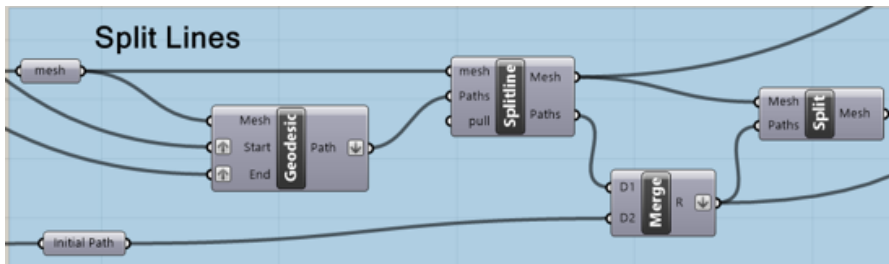 Split Lines
mesh
Mesh
Start
End
Geodesic
Path
mesh
Paths
pull
Splitline
Mesh
Paths
Mesh
Paths
Split
Mesh
D1
D2
Merge
R
Initial Path